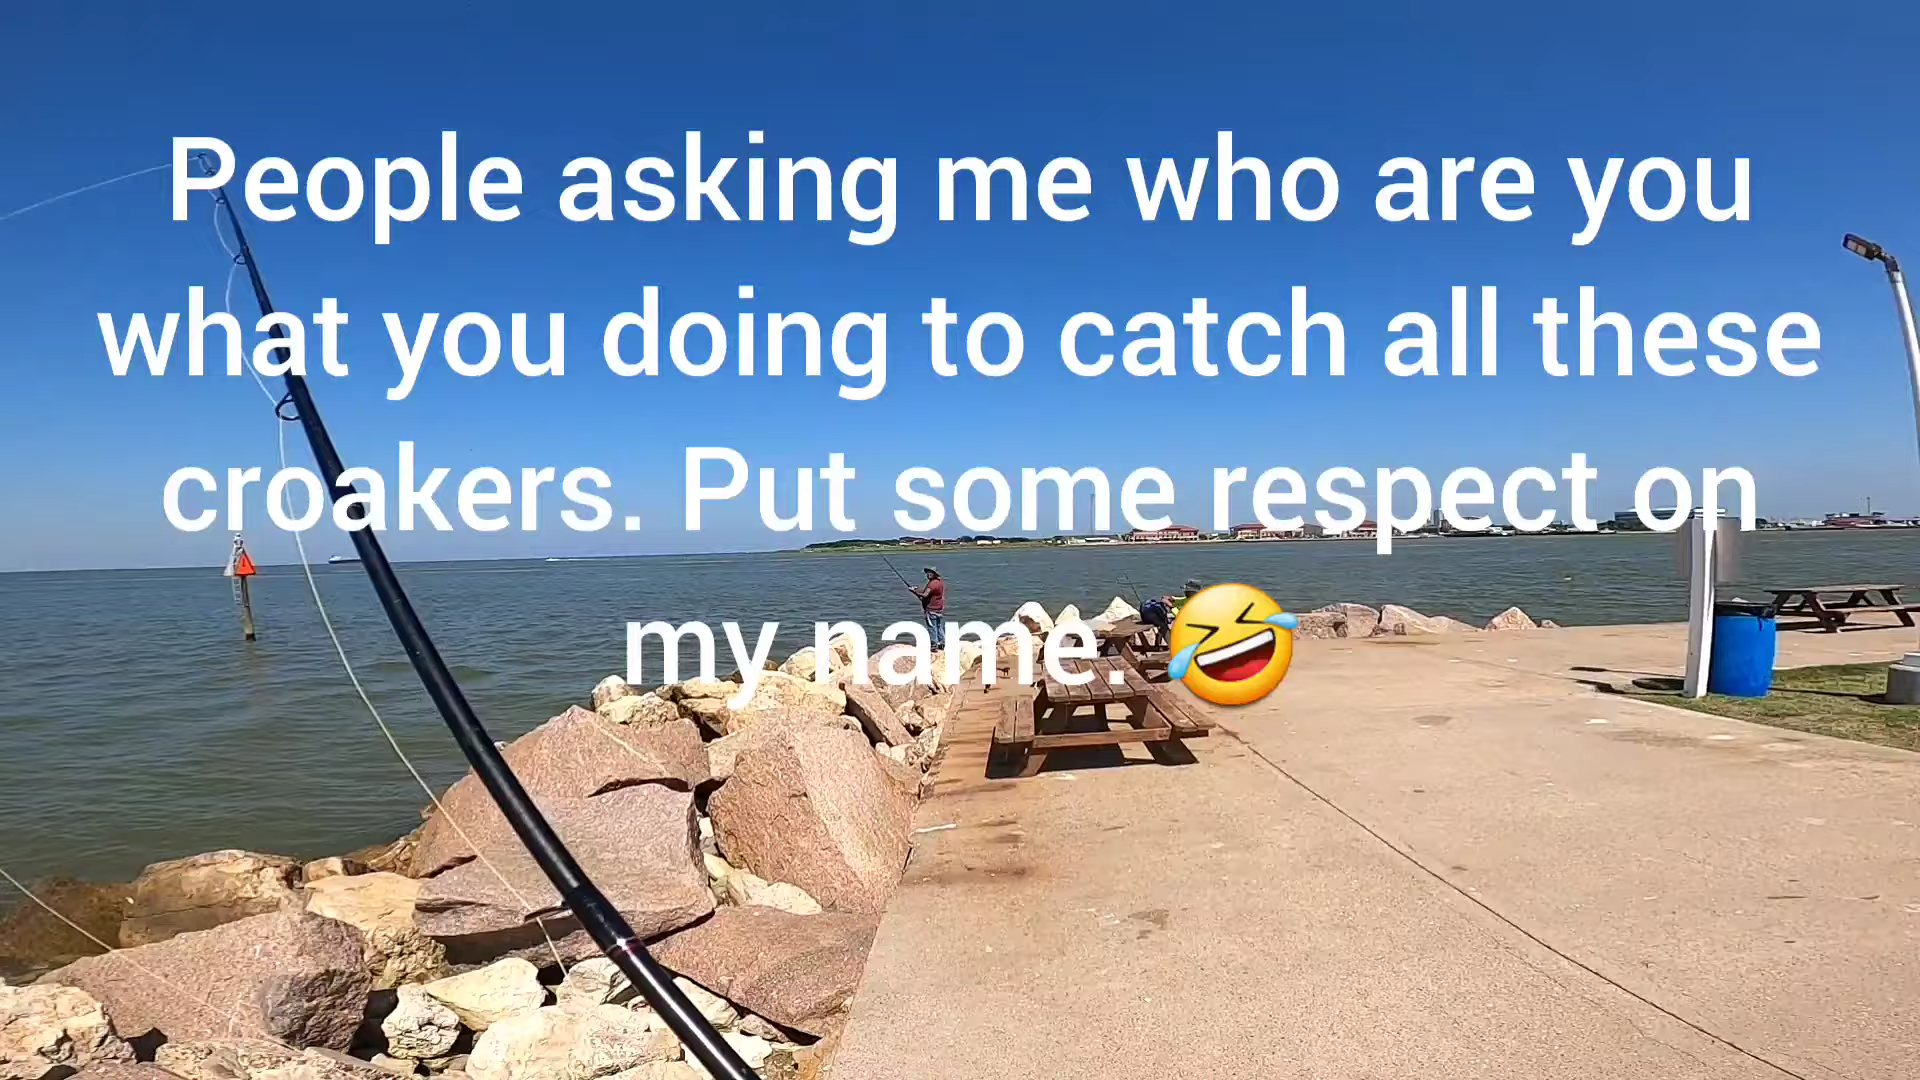 People asking me who are you
what you doing to catch all these
croakers. Put some respect on
my name. 🤣